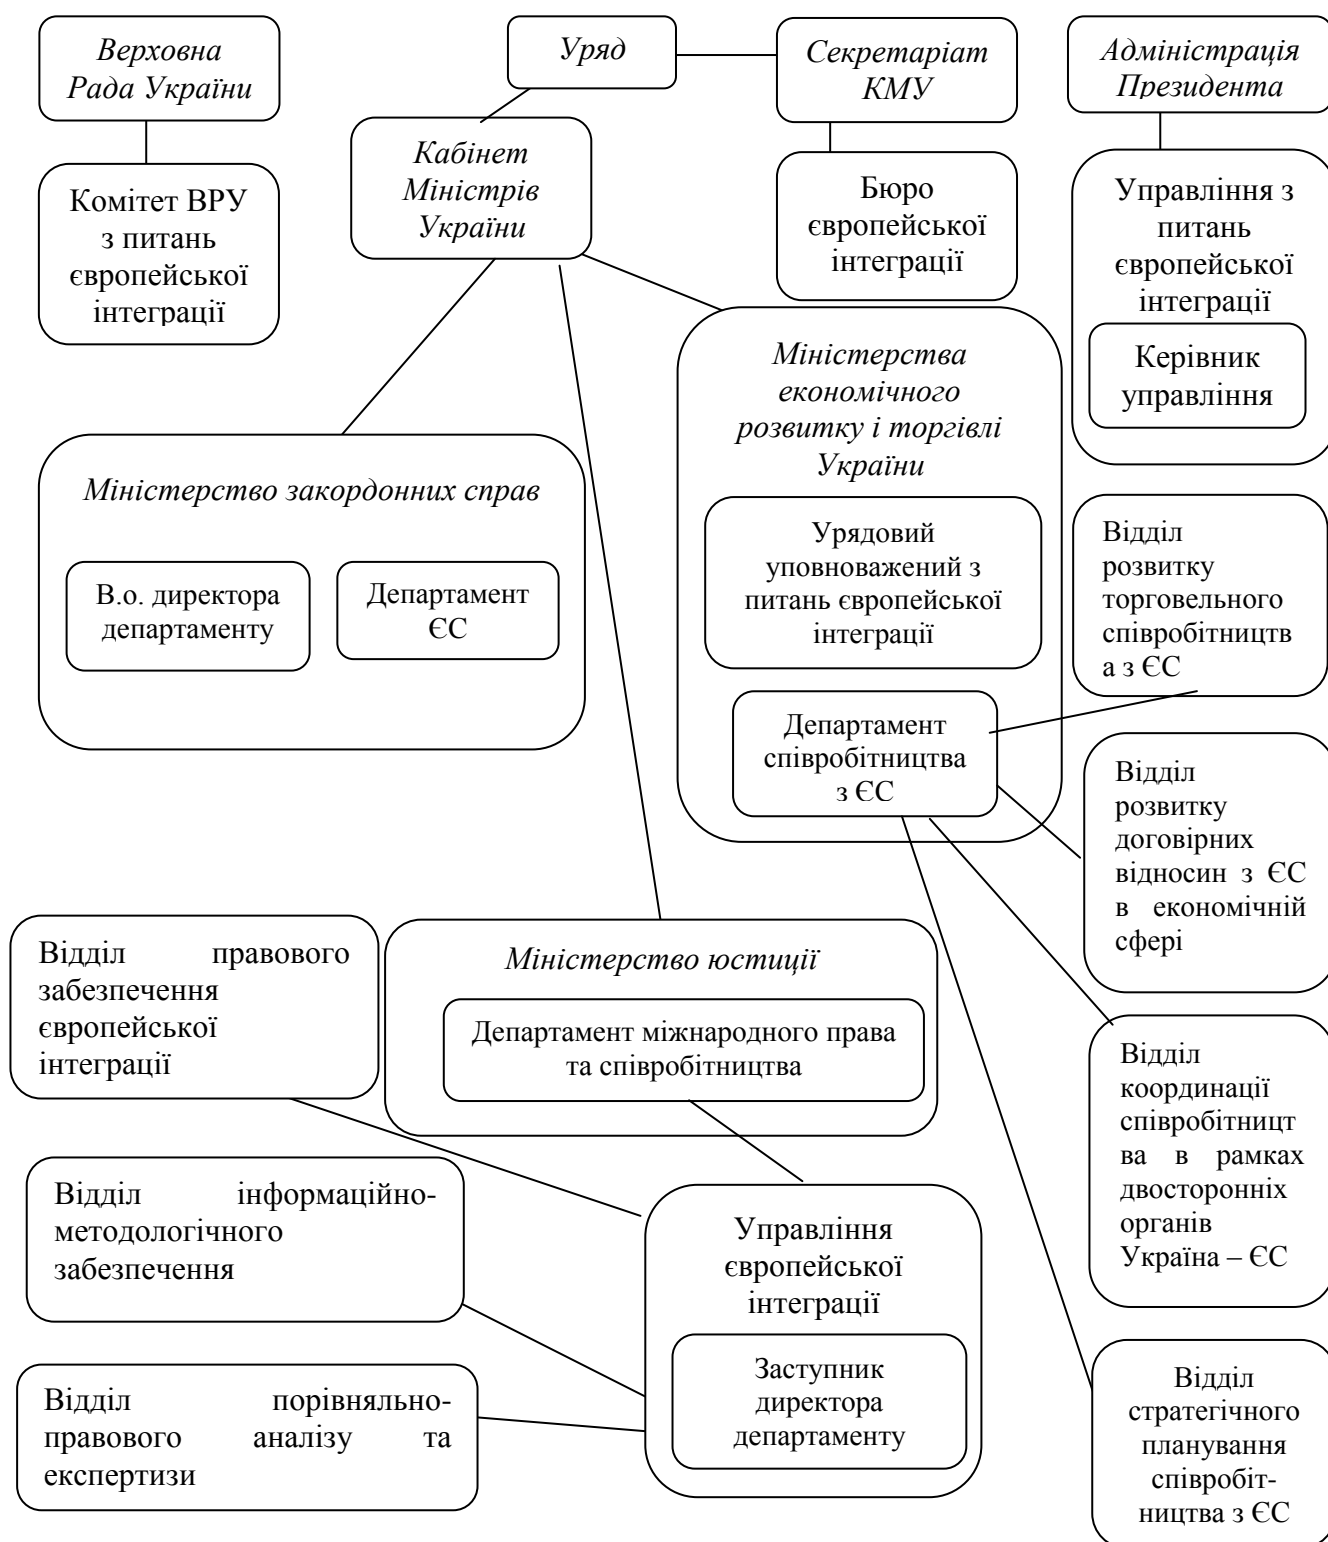 Верховна
Рада України
Уряд
Секретаріат
КМУ
Адміністрація
Президента
Кабінет
Міністрів
України
Комітет ВРУ
з питань
європейської
інтеграції
Бюро
європейської
інтеграції
Управління з
питань
європейської
інтеграції
Керівник
управління
Міністерства
економічного
розвитку і торгівлі
України
Урядовий
уповноважений з
питань європейської
інтеграції
Департамент
співробітництва
з ЄС
Міністерство закордонних справ
В.о. директора
департаменту
Департамент
ЄС
Відділ
розвитку
торговельного
співробітництв
а з ЄС
Відділ
розвитку
договірних
відносин з ЄС
в економічній
сфері
Відділ правового
забезпечення
європейської
інтеграції
Міністерство юстиції
Департамент міжнародного права
та співробітництва
Відділ
координації
співробітницт
ва в рамках
двосторонніх
органів
Україна – ЄС
Відділ інформаційно-
методологічного
забезпечення
Управління
європейської
інтеграції
Заступник
директора
департаменту
Відділ порівняльно-
правового аналізу та
експертизи
Відділ
стратегічного
планування
співробіт-
ництва з ЄС